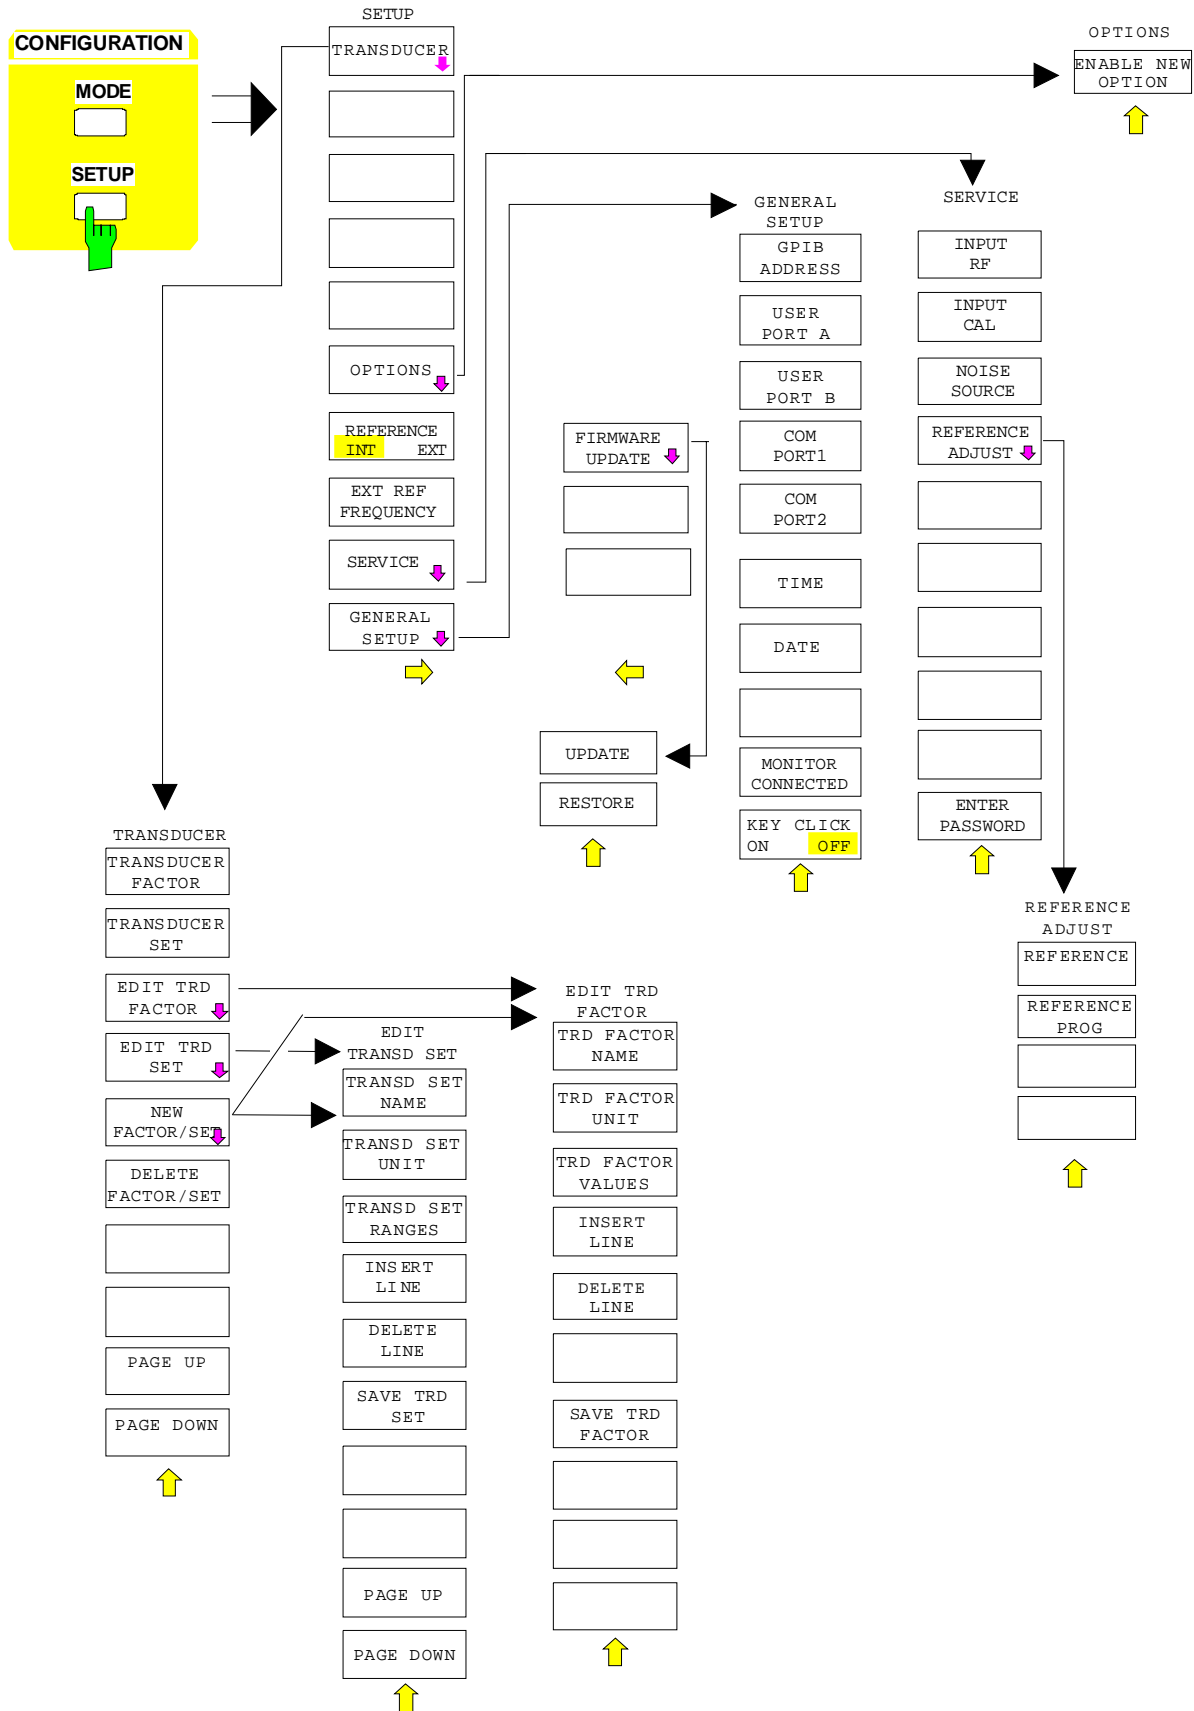 CONFIGURATION
MODE
SETUP
SETUP
TRANSDUCER
OPTIONS
REFERENCE
INT EXT
EXT REF
FREQUENCY
SERVICE
GENERAL
SETUP
FIRMWARE
UPDATE
UPDATE
RESTORE
GENERAL
SETUP
GPIB
ADDRESS
USER
PORT A
USER
PORT B
COM
PORT1
COM
PORT2
TIME
DATE
MONITOR
CONNECTED
KEY CLICK
ON OFF
SERVICE
INPUT
RF
INPUT
CAL
NOISE
SOURCE
REFERENCE
ADJUST
ENTER
PASSWORD
OPTIONS
ENABLE NEW
OPTION
REFERENCE
ADJUST
REFERENCE
REFERENCE
PROG
TRANSDUCER
TRANSDUCER
FACTOR
TRANSDUCER
SET
EDIT TRD
FACTOR
EDIT TRD
SET
NEW
FACTOR/SET
DELETE
FACTOR/SET
PAGE UP
PAGE DOWN
EDIT
TRANSD SET
TRANSD SET
NAME
TRANSD SET
UNIT
TRANSD SET
RANGES
INSERT
LINE
DELETE
LINE
SAVE TRD
SET
PAGE UP
PAGE DOWN
EDIT TRD
FACTOR
TRD FACTOR
NAME
TRD FACTOR
UNIT
TRD FACTOR
VALUES
INSERT
LINE
DELETE
LINE
SAVE TRD
FACTOR